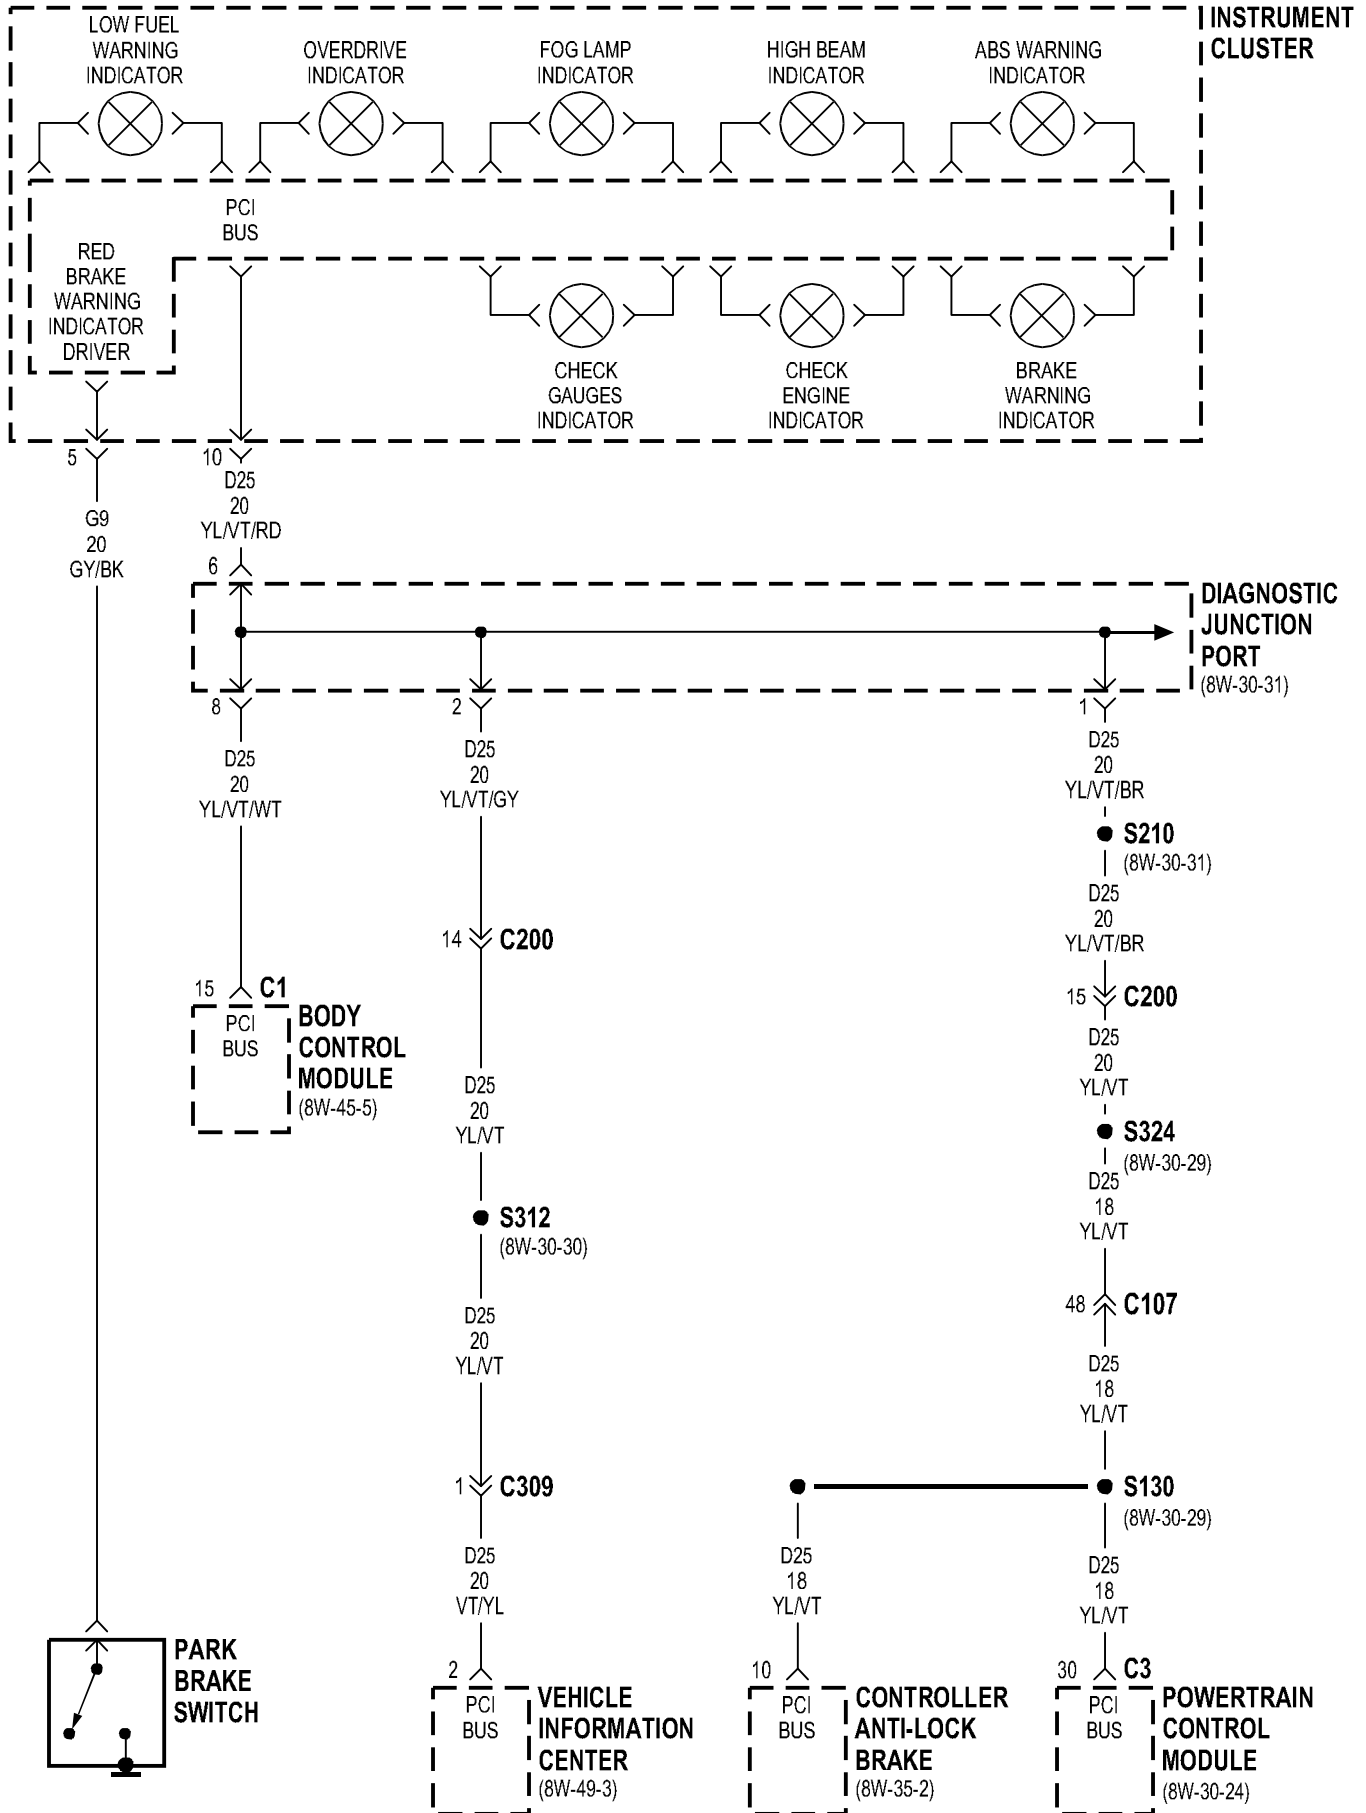 INSTRUMENT
CLUSTER
LOW FUEL
WARNING
INDICATOR
OVERDRIVE
INDICATOR
FOG LAMP
INDICATOR
HIGH BEAM
INDICATOR
ABS WARNING
INDICATOR
PCI
BUS
RED
BRAKE
WARNING
INDICATOR
DRIVER
CHECK
GAUGES
INDICATOR
CHECK
ENGINE
INDICATOR
BRAKE
WARNING
INDICATOR
5
10
G9
20
GY/BK
D25
20
YL/VT/RD
6
DIAGNOSTIC
JUNCTION
PORT
(8W-30-31)
8
2
1
D25
20
YL/VT/WT
15
C1
PCI
BUS
BODY
CONTROL
MODULE
(8W-45-5)
D25
20
YL/VT/GY
14
C200
D25
20
YL/VT
S312
(8W-30-30)
D25
20
YL/VT
1
C309
D25
20
VT/YL
2
PCI
BUS
VEHICLE
INFORMATION
CENTER
(8W-49-3)
D25
20
YL/VT/BR
S210
(8W-30-31)
D25
20
YL/VT/BR
15
C200
D25
20
YL/VT
S324
(8W-30-29)
D25
18
YL/VT
48
C107
D25
18
YL/VT
S130
(8W-30-29)
D25
18
YL/VT
10
PCI
BUS
CONTROLLER
ANTI-LOCK
BRAKE
(8W-35-2)
D25
18
YL/VT
30
C3
PCI
BUS
POWERTRAIN
CONTROL
MODULE
(8W-30-24)
PARK
BRAKE
SWITCH